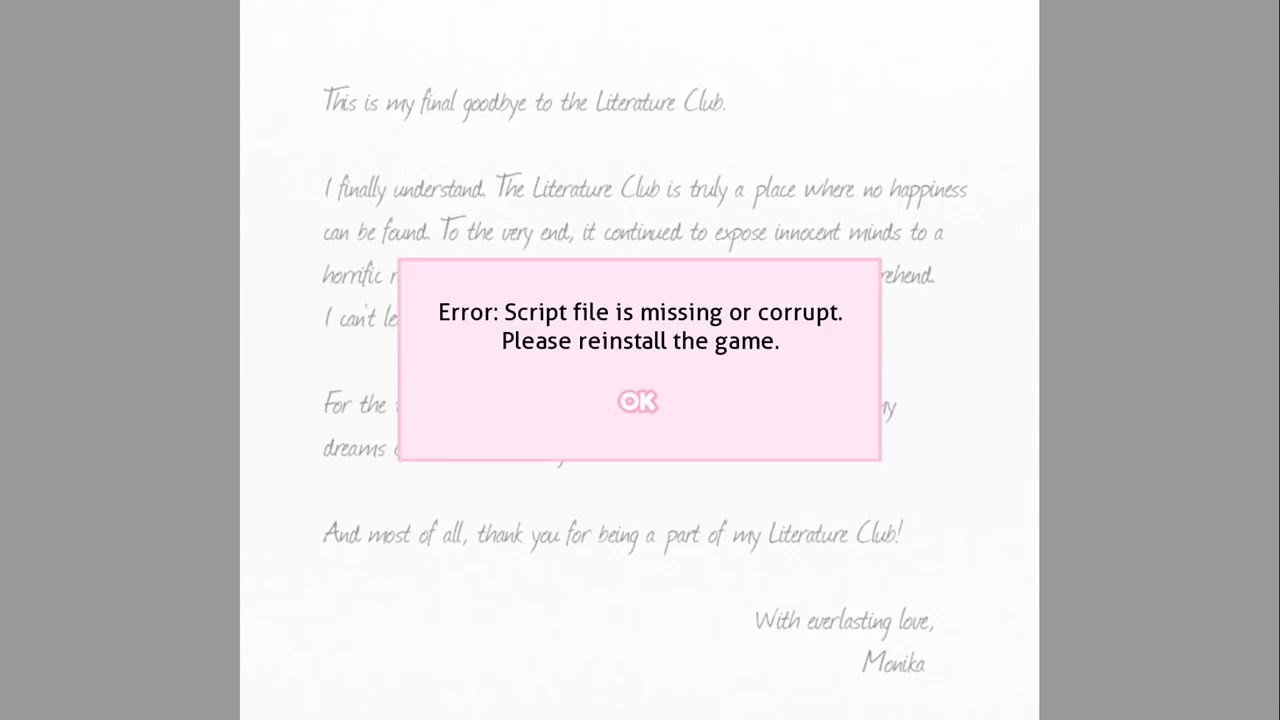 This is my final goodbye to the Literature Club.
I finally understand. The Literature Club is truly a place where no happiness
can be found. To the very end, it continued to expose innocent minds to a
horrific
I can't
Error: Script file is missing or corrupt.
Please reinstall the game.
OK
For the
dreams
And most of all, thank you for being a part of my Literature Club!
With everlasting love,
Monika